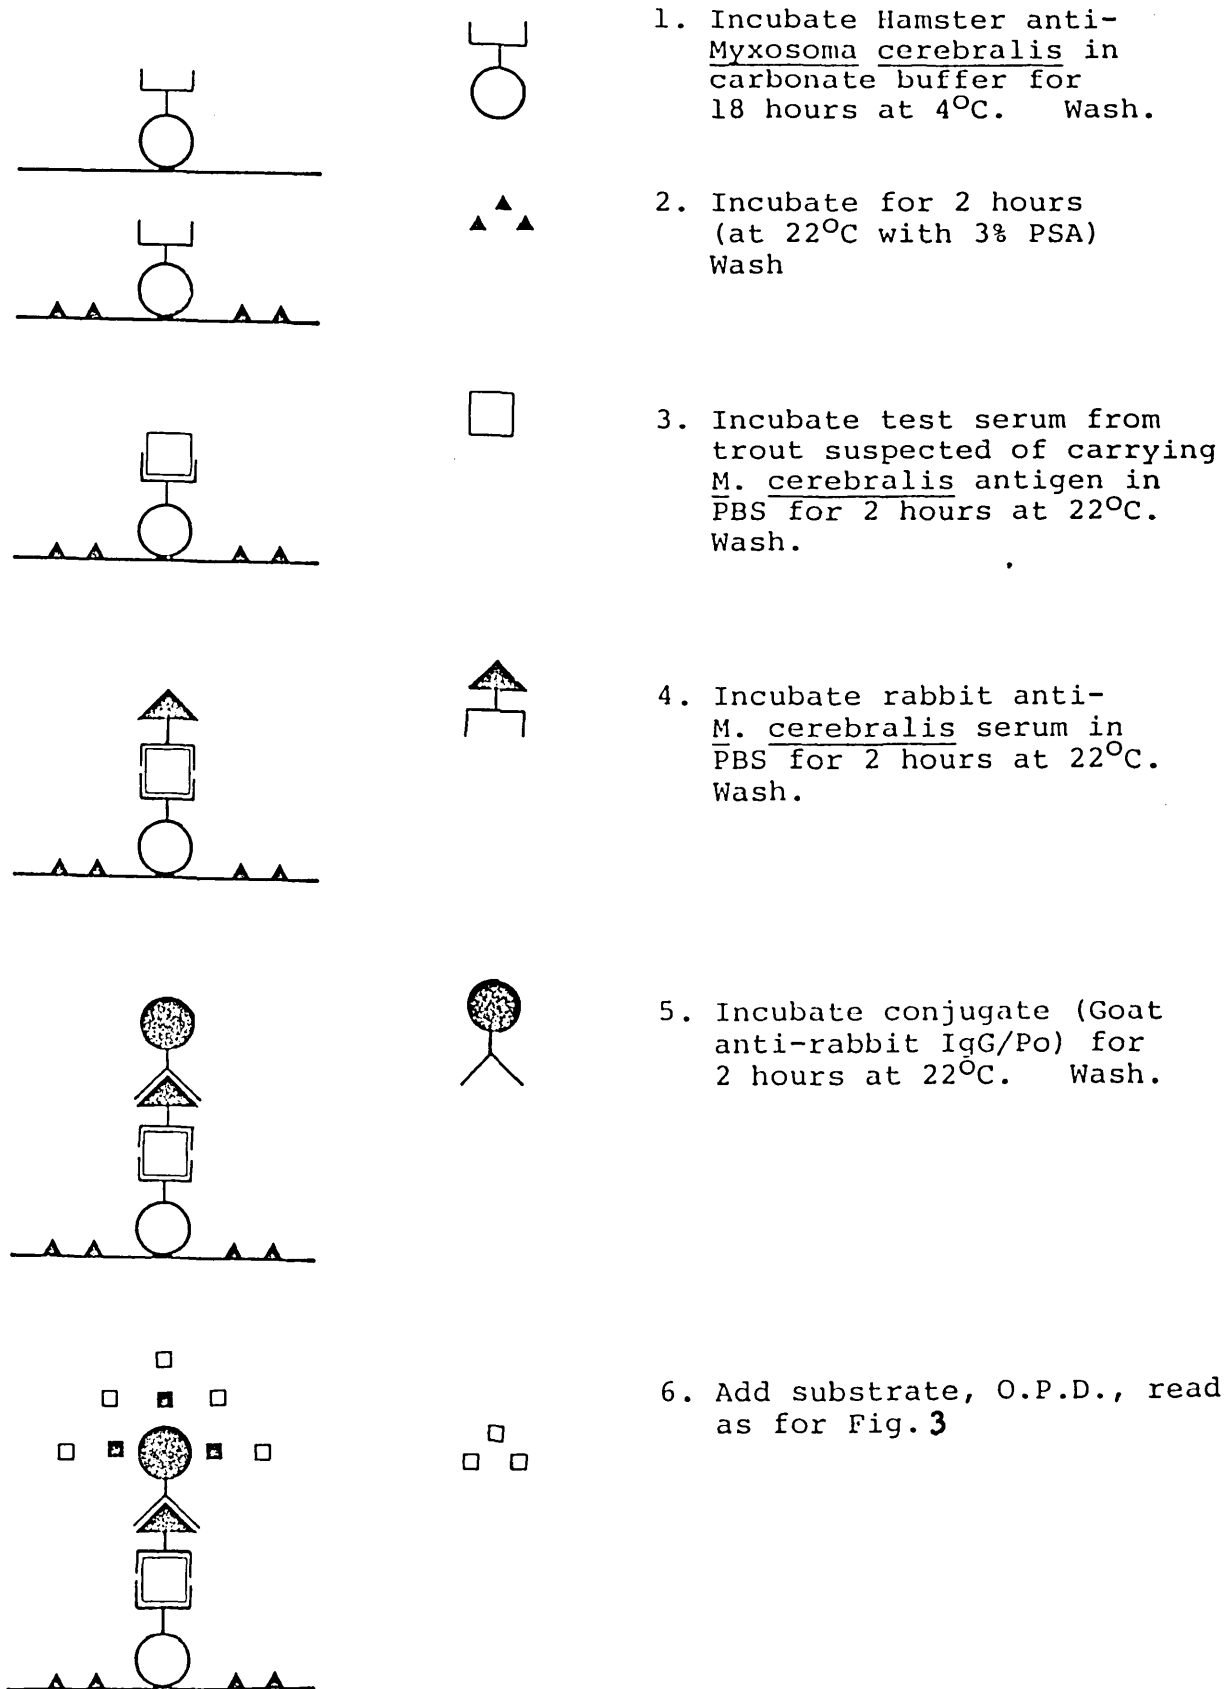 1. Incubate Hamster anti-
Myxosoma cerebralis in
carbonate buffer for
18 hours at 4°C. Wash.
2. Incubate for 2 hours
(at 22°C with 3% PSA)
Wash
3. Incubate test serum from
trout suspected of carrying
M. cerebralis antigen in
PBS for 2 hours at 22°C.
Wash.
4. Incubate rabbit anti-
M. cerebralis serum in
PBS for 2 hours at 22°C.
Wash.
5. Incubate conjugate (Goat
anti-rabbit IgG/Po) for
2 hours at 22°C. Wash.
6. Add substrate, O.P.D., read
as for Fig. 3